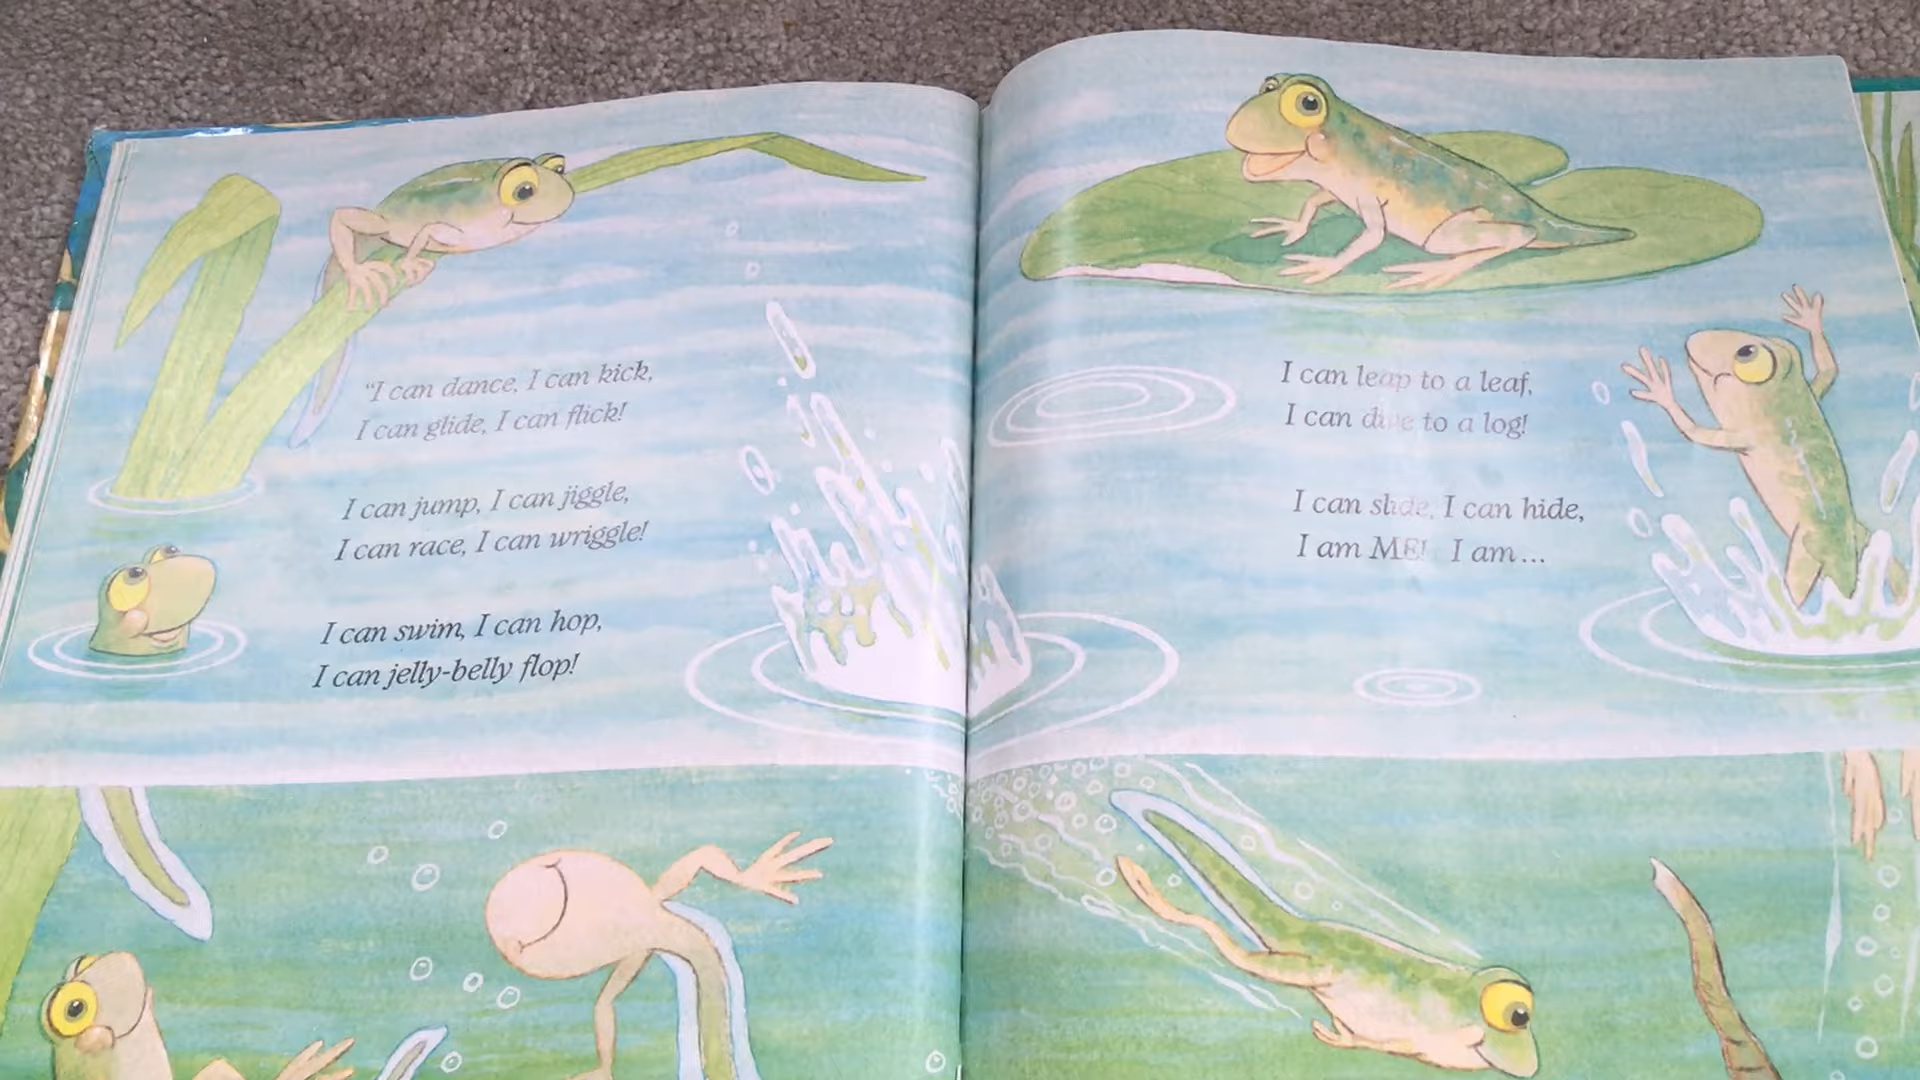 “I can dance, I can kick,
I can glide, I can flick!
I can jump, I can jiggle,
I can race, I can wriggle!
I can swim, I can hop,
I can jelly-belly flop!
I can leap to a leaf,
I can dive to a log!
I can slide, I can hide,
I am ME! I am...